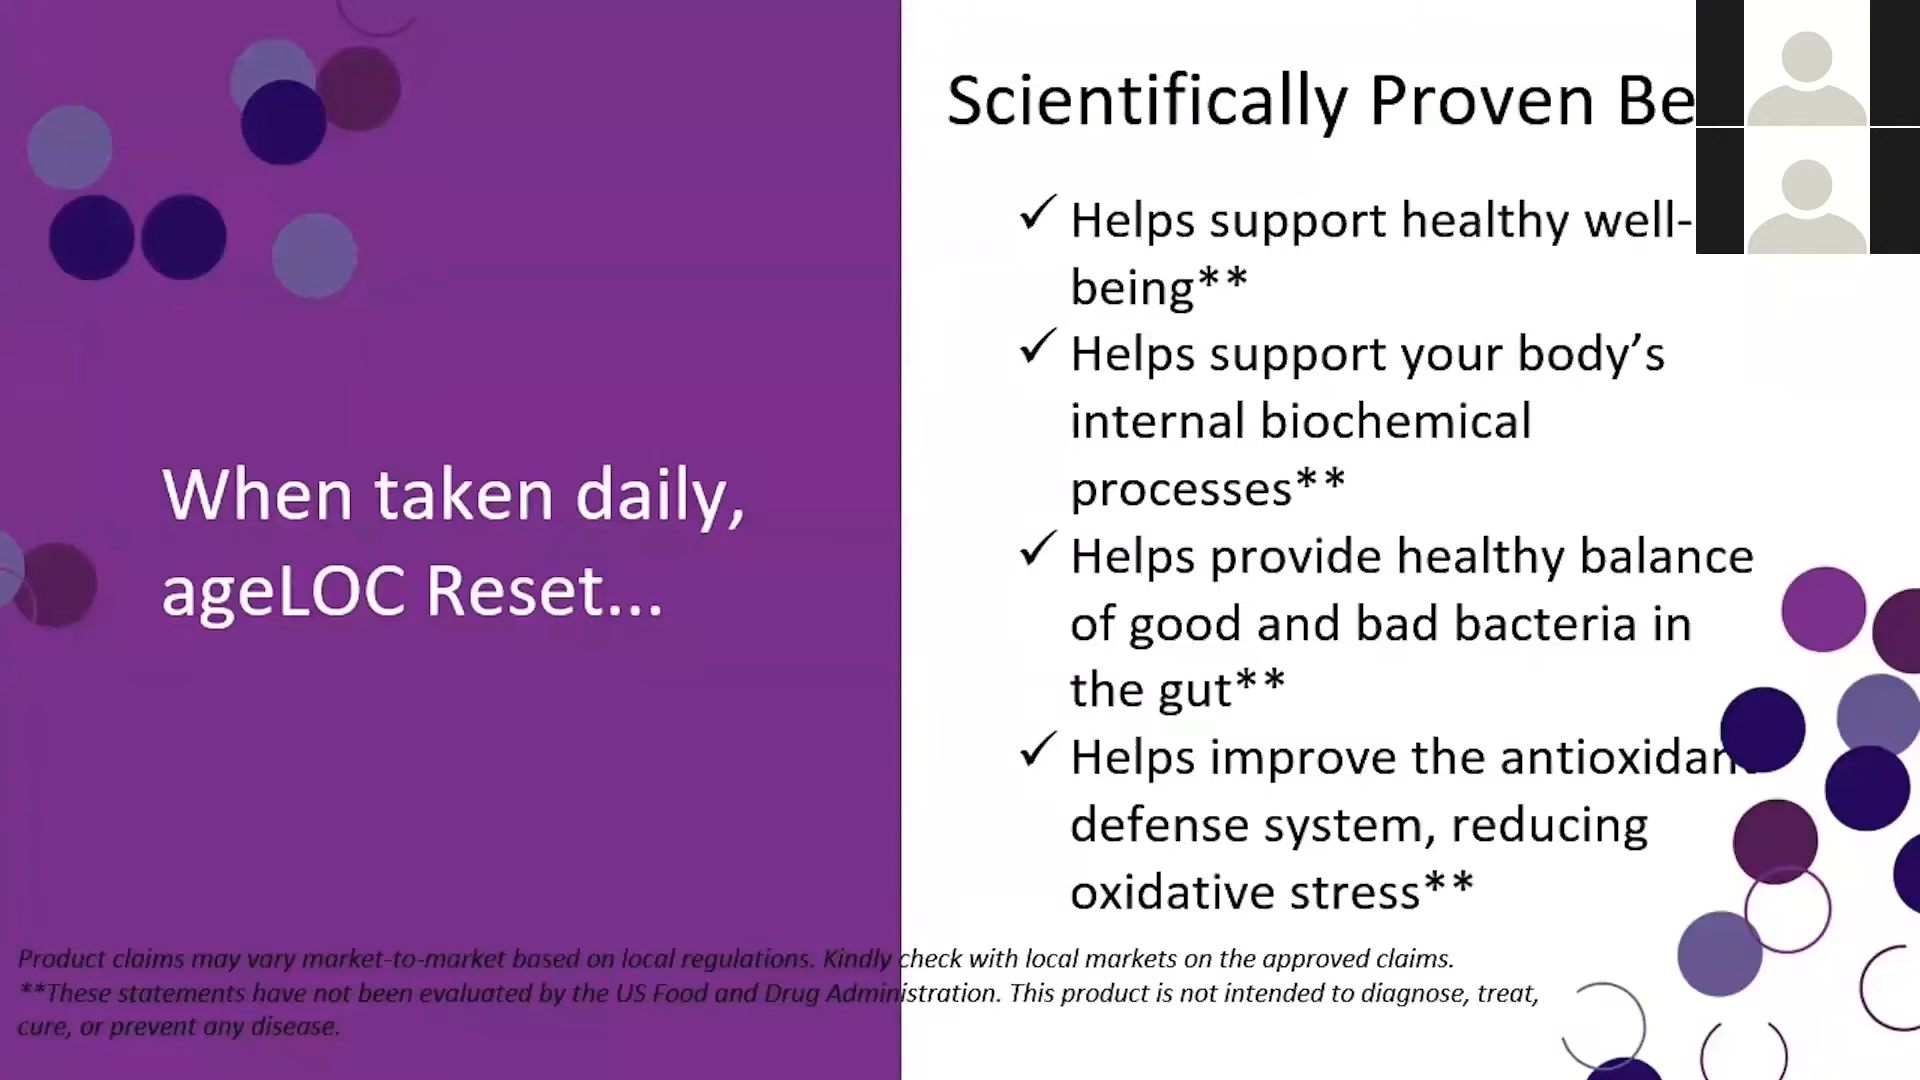 When taken daily,
ageLOC Reset...
Scientifically Proven Be
✓ Helps support healthy well-
being**
✓ Helps support your body’s
internal biochemical
processes**
✓ Helps provide healthy balance
of good and bad bacteria in
the gut**
✓ Helps improve the antioxidant
defense system, reducing
oxidative stress**
Product claims may vary market-to-market based on local regulations. Kindly check with local markets on the approved claims.
**These statements have not been evaluated by the US Food and Drug Administration. This product is not intended to diagnose, treat,
cure, or prevent any disease.